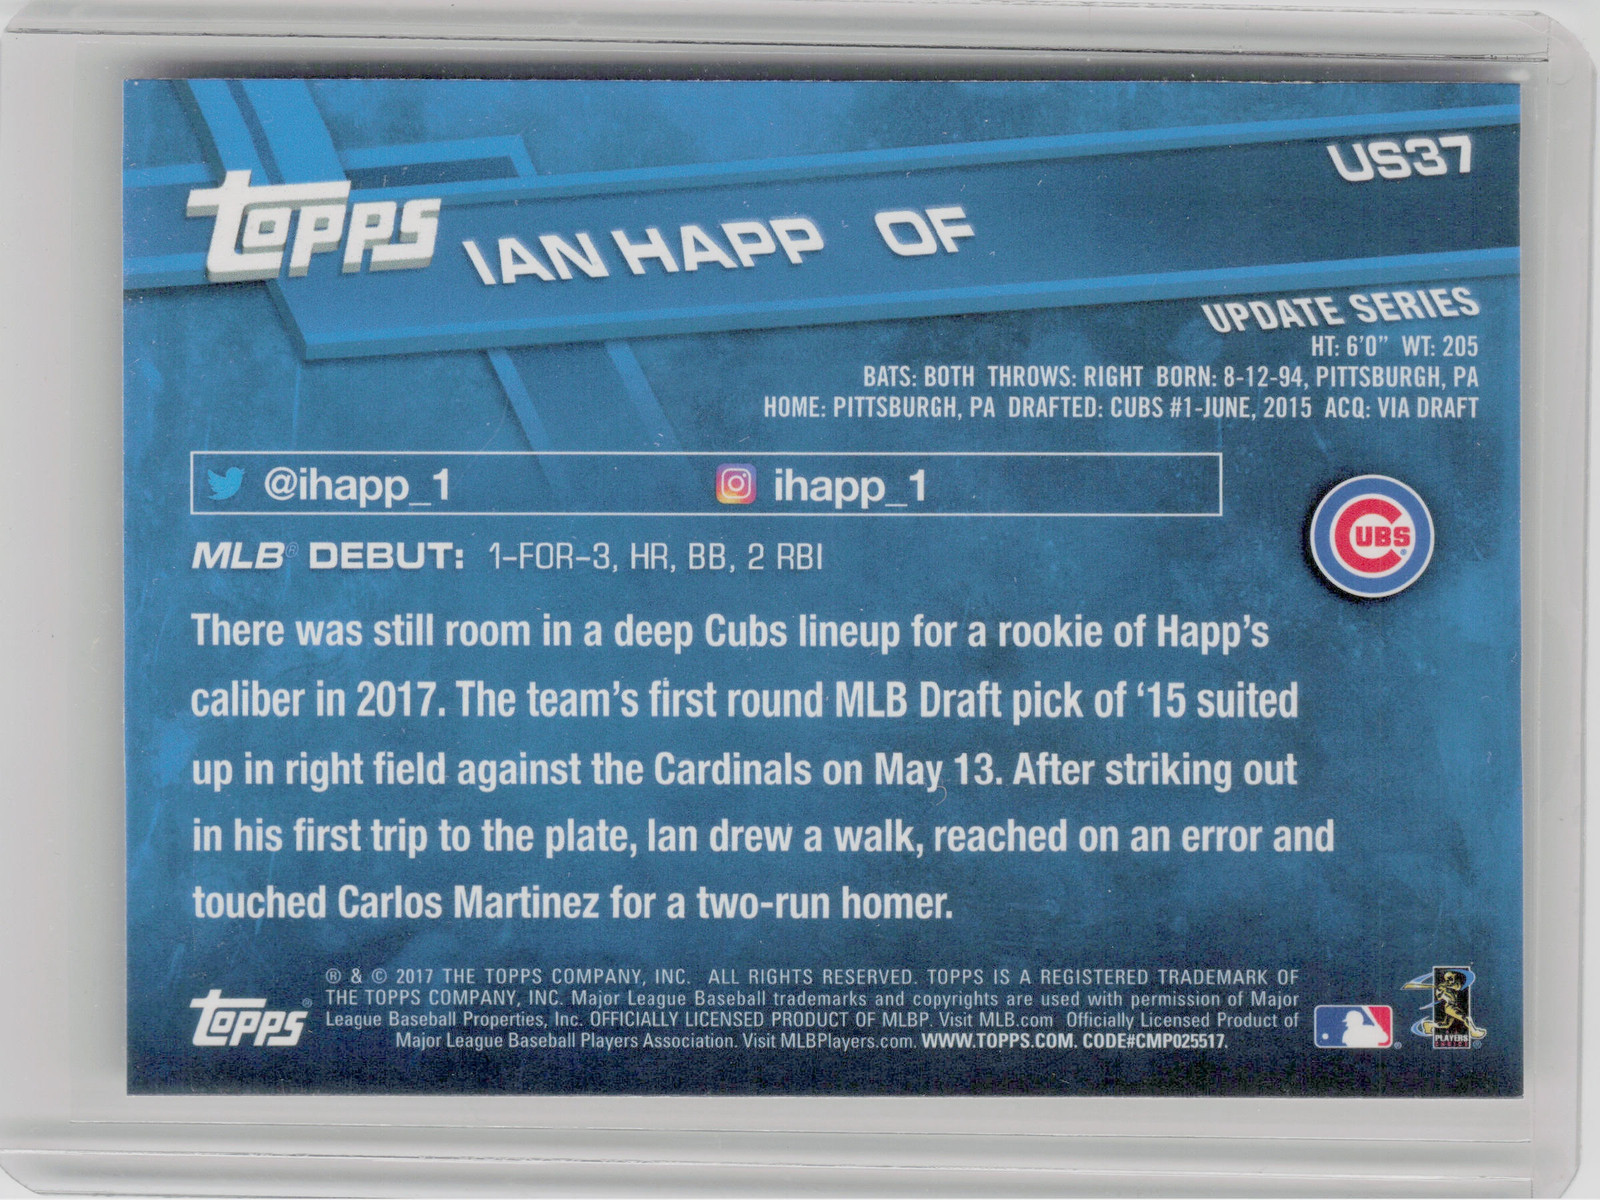 US37
topps IAN HAPP OF
UPDATE SERIES
HT: 6'0" WT: 205
BATS: BOTH THROWS: RIGHT BORN: 8-12-94, PITTSBURGH, PA
HOME: PITTSBURGH, PA DRAFTED: CUBS #1-JUNE, 2015 ACQ: VIA DRAFT
@ihapp_1 ihapp_1
CUBS
MLB® DEBUT: 1-FOR-3, HR, BB, 2 RBI
There was still room in a deep Cubs lineup for a rookie of Happ's
caliber in 2017. The team's first round MLB Draft pick of '15 suited
up in right field against the Cardinals on May 13. After striking out
in his first trip to the plate, Ian drew a walk, reached on an error and
touched Carlos Martinez for a two-run homer.
® & © 2017 THE TOPPS COMPANY, INC. ALL RIGHTS RESERVED. TOPPS IS A REGISTERED TRADEMARK OF
THE TOPPS COMPANY, INC. Major League Baseball trademarks and copyrights are used with permission of Major
League Baseball Properties, Inc. OFFICIALLY LICENSED PRODUCT OF MLBP. Visit MLB.com Officially Licensed Product of
Major League Baseball Players Association. Visit MLBPlayers.com. WWW.TOPPS.COM. CODE#CMP025517.
topps®
PLAYERS